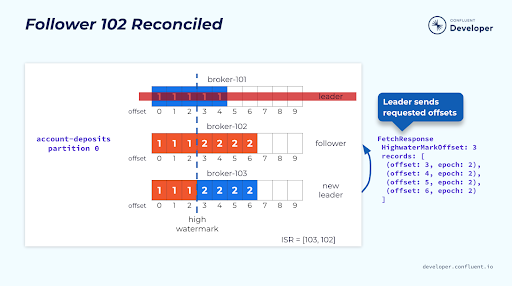 Follower 102 Reconciled
CONFLUENT
Developer
broker-101
1 1 1 1 1
leader
offset 0 1 2 3 4 5 6 7 8 9
account-deposits
partition 0
broker-102
1 1 1 2 2 2 2
follower
offset 0 1 2 3 4 5 6 7 8 9
broker-103
1 1 1 2 2 2 2
new
leader
offset 0 1 2 3 4 5 6 7 8 9
high
watermark
ISR = [103, 102]
Leader sends
requested offsets
FetchResponse
HighwaterMarkOffset: 3
records: [
(offset: 3, epoch: 2),
(offset: 4, epoch: 2),
(offset: 5, epoch: 2),
(offset: 6, epoch: 2)
]
developer.confluent.io